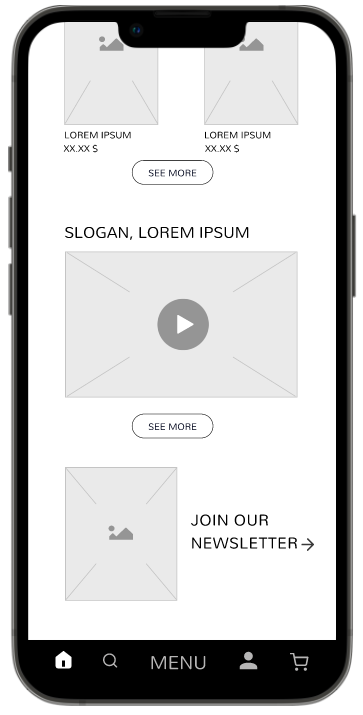 LOREM IPSUM LOREM IPSUM
XX.XX $ XX.XX $
SEE MORE
SLOGAN, LOREM IPSUM
SEE MORE
JOIN OUR
NEWSLETTER→
MENU